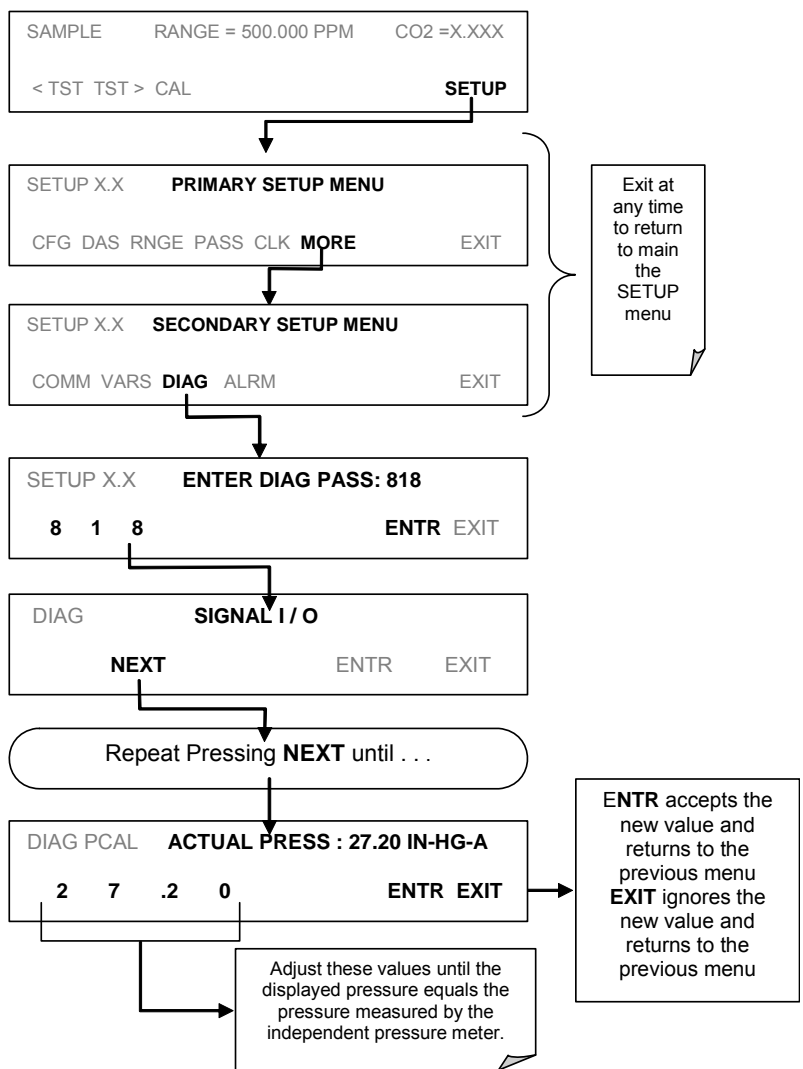 SAMPLE RANGE = 500.000 PPM CO2 =X.XXX
< TST TST > CAL SETUP
SETUP X.X PRIMARY SETUP MENU
CFG DAS RNGE PASS CLK MORE EXIT
SETUP X.X SECONDARY SETUP MENU
COMM VARS DIAG ALRM EXIT
Exit at
any time
to return
to main
the
SETUP
menu
SETUP X.X ENTER DIAG PASS: 818
8 1 8 ENTR EXIT
DIAG SIGNAL I / O
NEXT ENTR EXIT
Repeat Pressing NEXT until . . .
DIAG PCAL ACTUAL PRESS : 27.20 IN-HG-A
2 7 .2 0 ENTR EXIT
ENTR accepts the
new value and
returns to the
previous menu
EXIT ignores the
new value and
returns to the
previous menu
Adjust these values until the
displayed pressure equals the
pressure measured by the
independent pressure meter.